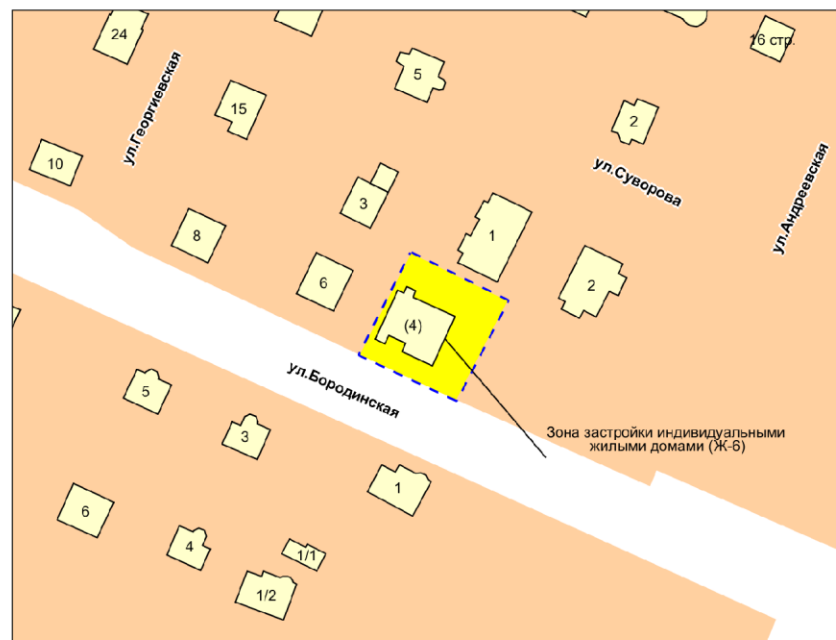 24
16 стр.
5
15
2
ул.Георгиевская
ул.Суворова
ул.Андреевская
10
3
8
1
6
2
(4)
ул.Бородинская
5
3
Зона застройки индивидуальными
жилыми домами (Ж-6)
1
6
4
1/1
1/2